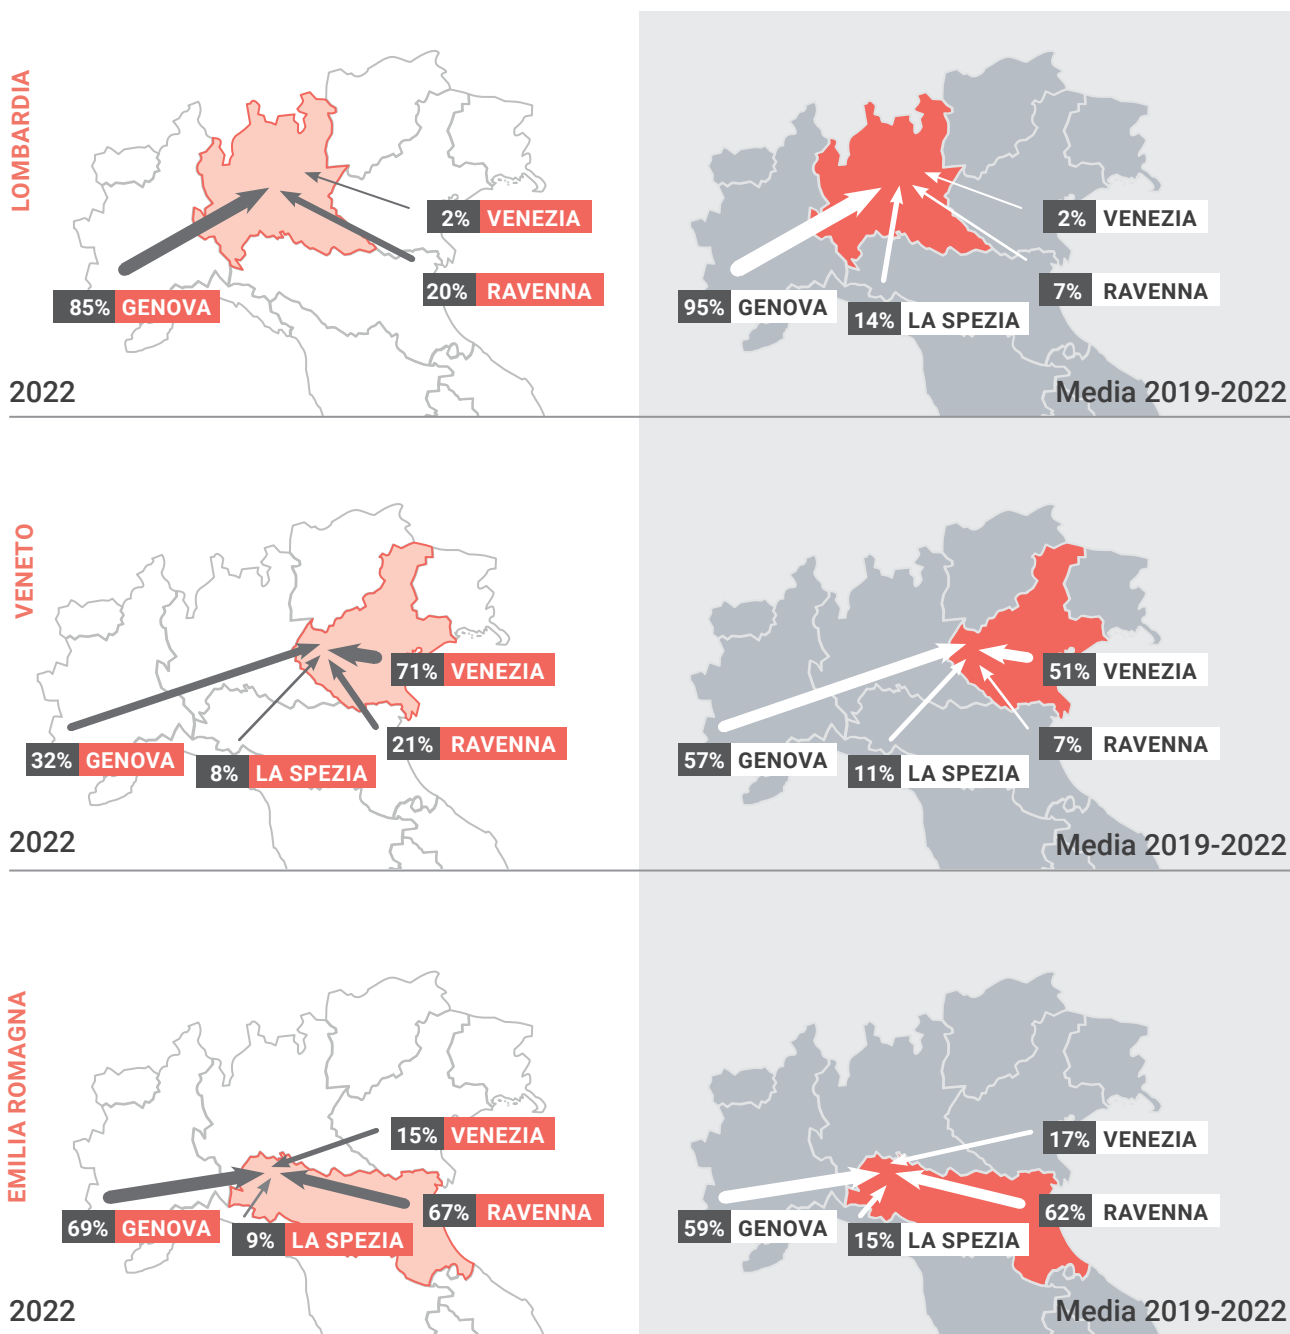 LOMBARDIA
2% VENEZIA
20% RAVENNA
85% GENOVA
2022
2% VENEZIA
7% RAVENNA
95% GENOVA
14% LA SPEZIA
Media 2019-2022
VENETO
71% VENEZIA
21% RAVENNA
32% GENOVA
8% LA SPEZIA
2022
51% VENEZIA
7% RAVENNA
57% GENOVA
11% LA SPEZIA
Media 2019-2022
EMILIA ROMAGNA
15% VENEZIA
67% RAVENNA
69% GENOVA
9% LA SPEZIA
2022
17% VENEZIA
62% RAVENNA
59% GENOVA
15% LA SPEZIA
Media 2019-2022